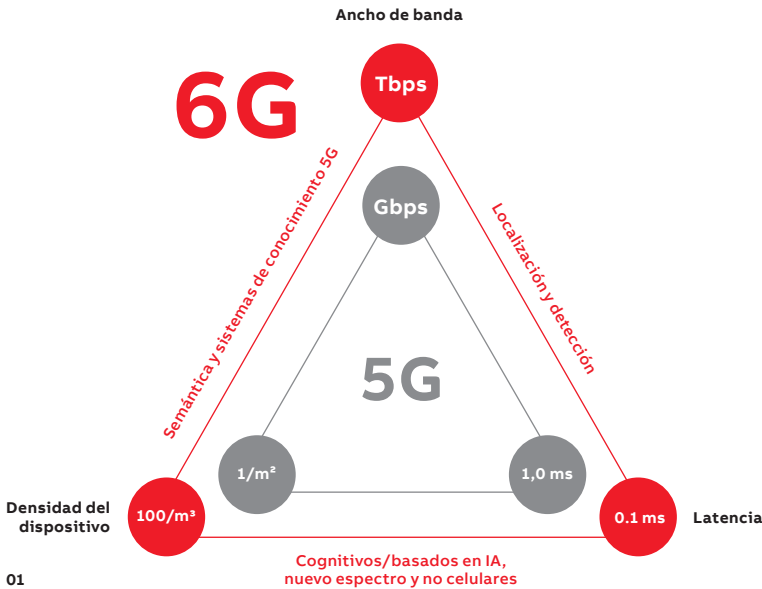 Ancho de banda
6G
Tbps
Semántica y sistemas de conocimiento 5G
Localización y detección
Gbps
5G
1/m²
1,0 ms
Densidad del
dispositivo
100/m³
0.1 ms
Latencia
Cognitivos/basados en IA,
nuevo espectro y no celulares
01